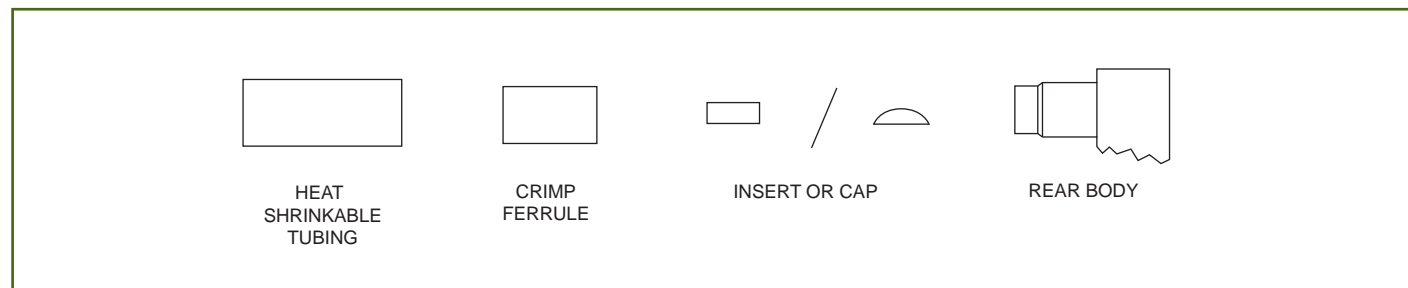 HEAT
SHRINKABLE
TUBING
CRIMP
FERRULE
INSERT OR CAP
REAR BODY